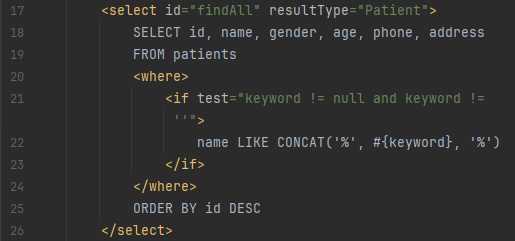 17 <select id="findAll" resultType="Patient">
18 SELECT id, name, gender, age, phone, address
19 FROM patients
20 <where>
21 <if test="keyword != null and keyword !=
''">
22 name LIKE CONCAT('%', #{keyword}, '%')
23 </if>
24 </where>
25 ORDER BY id DESC
26 </select>